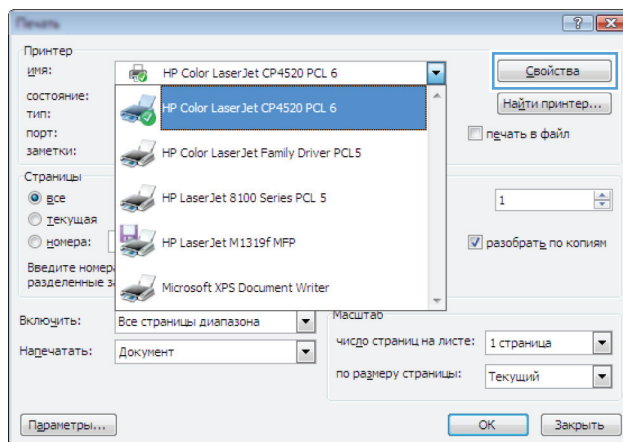 Печать
Принтер
имя: HP Color LaserJet CP4520 PCL 6 Свойства
состояние: HP Color LaserJet CP4520 PCL 6 Найти принтер...
тип:
порт: HP Color LaserJet Family Driver PCL5 печать в файл
заметки:
Страницы
все HP LaserJet 8100 Series PCL 5 1
текущая
номера: HP LaserJet M1319f MFP разобрать по копиям
Введите номер
разделенные з Microsoft XPS Document Writer
Включить: Все страницы диапазона Масштаб
Напечатать: Документ число страниц на листе: 1 страница
по размеру страницы: Текущий
Параметры... OK Закрыть